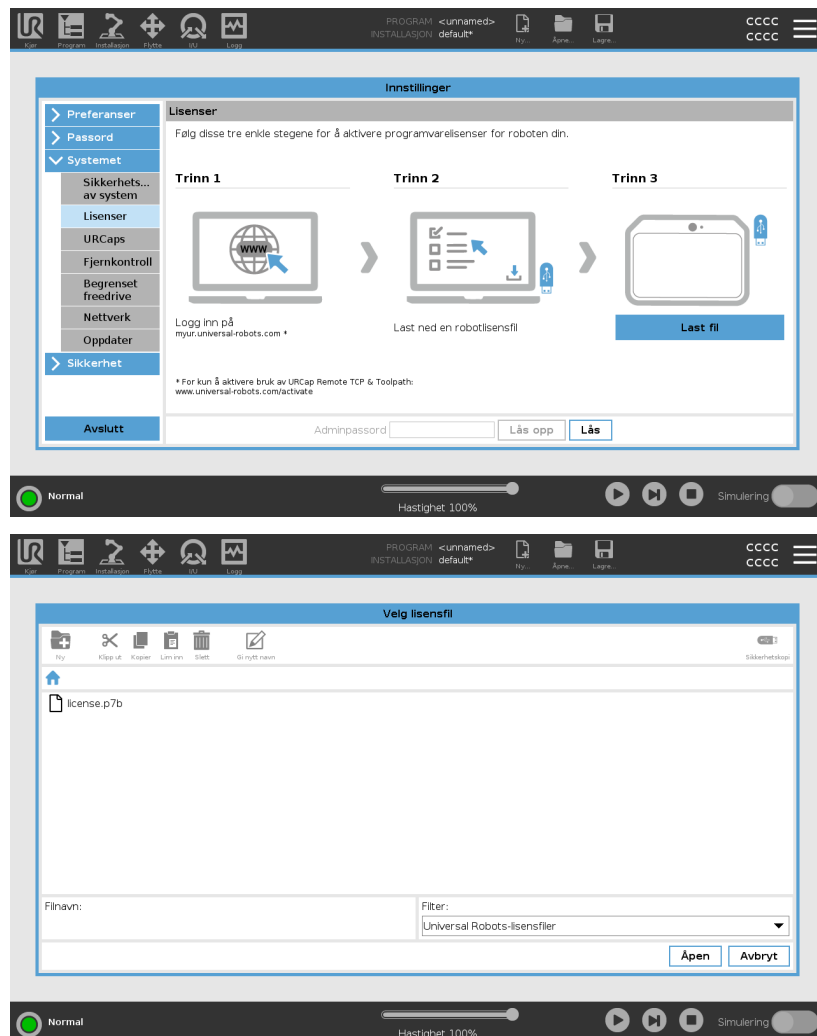 PROGRAM <unnamed>
INSTALLASJON default*
UR
Kjør Program Installasjon Flytte I/U Logg Ny... Åpne... Lagre...
CCCC
CCCC
Innstillinger
Preferanser
Passord
Systemet
Sikkerhets...
av system
Lisenser
URCaps
Fjernkontroll
Begrenset
freedrive
Nettverk
Oppdater
Sikkerhet
Avslutt
Lisenser
Følg disse tre enkle stegene for å aktivere programvarelisenser for roboten din.
Trinn 1
WWW
Logg inn på
myur.universal-robots.com *
Trinn 2
Last ned en robotlisensfil
Trinn 3
Last fil
* For kun å aktivere bruk av URCap Remote TCP & Toolpath:
www.universal-robots.com/activate
Adminpassord Lås opp Lås
Normal
Hastighet 100%
Simulering
PROGRAM <unnamed>
INSTALLASJON default*
UR
Kjør Program Installasjon Flytte I/U Logg Ny... Åpne... Lagre...
CCCC
CCCC
Velg lisensfil
Ny Klipp ut Kopier Lim inn Slett Gi nytt navn Sikkerhetskopi
license.p7b
Filnavn:
Filter:
Universal Robots-lisensfiler
Åpen Avbryt
Normal
Hastighet 100%
Simulering